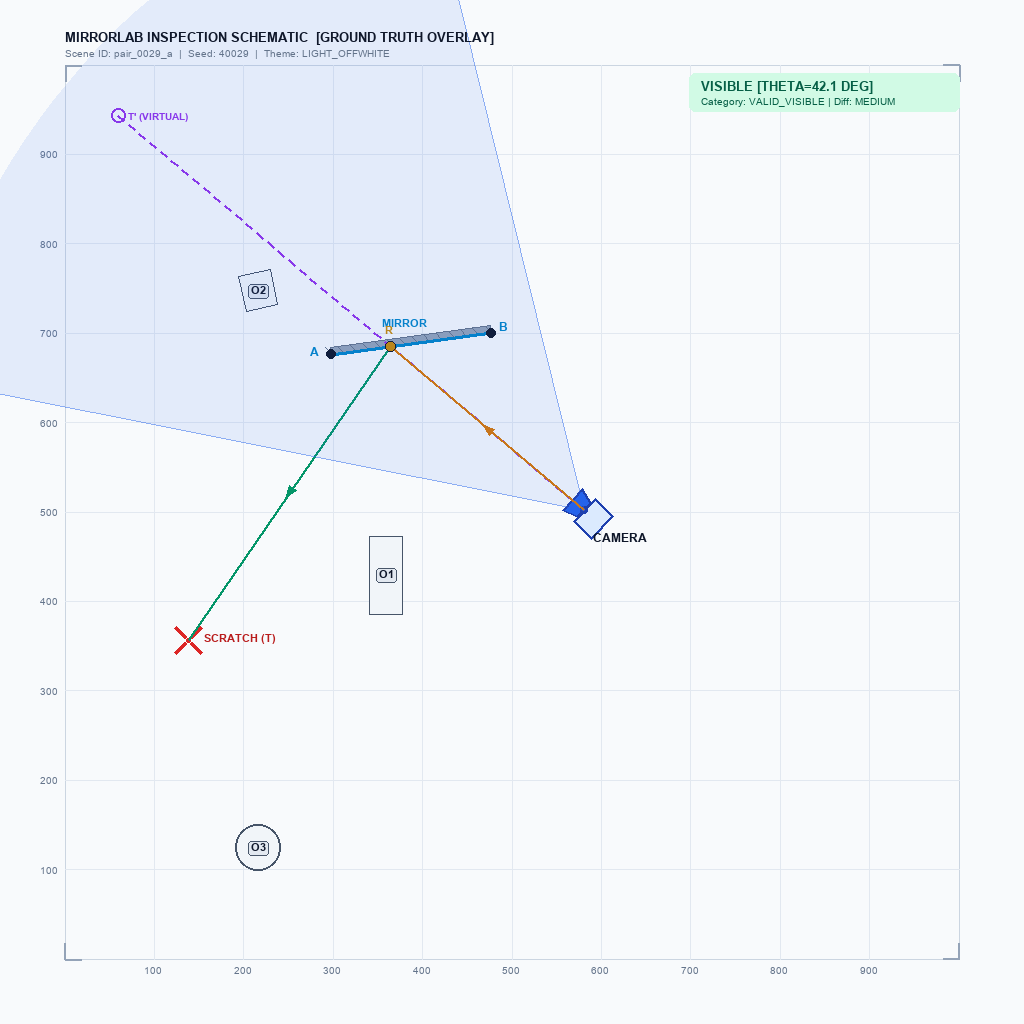 MIRRORLAB INSPECTION SCHEMATIC [GROUND TRUTH OVERLAY]
Scene ID: pair_0029_a | Seed: 40029 | Theme: LIGHT_OFFWHITE
VISIBLE [THETA=42.1 DEG]
Category: VALID_VISIBLE | Diff: MEDIUM
T' (VIRTUAL)
900
800
O2
700
MIRROR
R
B
A
600
500
CAMERA
O1
400
SCRATCH (T)
300
200
O3
100
100 200 300 400 500 600 700 800 900